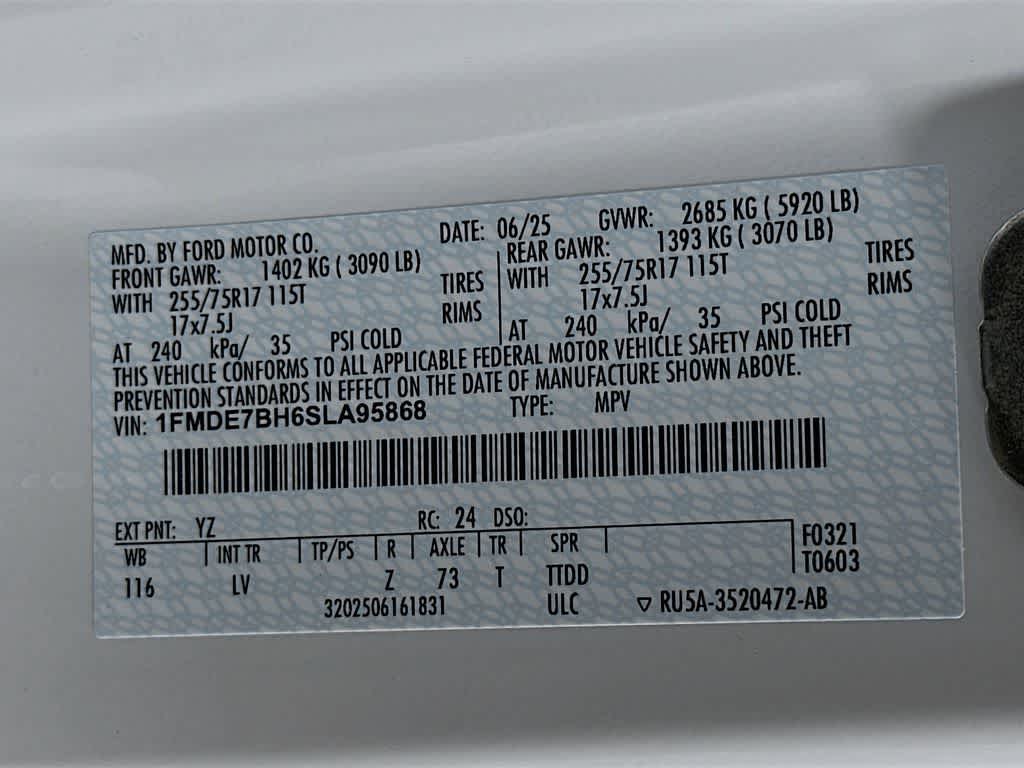 MFD. BY FORD MOTOR CO. DATE: 06/25 GVWR: 2685 KG ( 5920 LB)
FRONT GAWR: 1402 KG ( 3090 LB) REAR GAWR: 1393 KG ( 3070 LB)
WITH 255/75R17 115T TIRES WITH 255/75R17 115T TIRES
17x7.5J RIMS 17x7.5J RIMS
AT 240 kPa/ 35 PSI COLD AT 240 kPa/ 35 PSI COLD
THIS VEHICLE CONFORMS TO ALL APPLICABLE FEDERAL MOTOR VEHICLE SAFETY AND THEFT
PREVENTION STANDARDS IN EFFECT ON THE DATE OF MANUFACTURE SHOWN ABOVE.
VIN: 1FMDE7BH6SLA95868 TYPE: MPV
EXT PNT: YZ RC: 24 DSO:
WB INT TR TP/PS R AXLE TR SPR F0321
116 LV Z 73 T TTDD T0603
3202506161831 ULC ▽ RU5A-3520472-AB